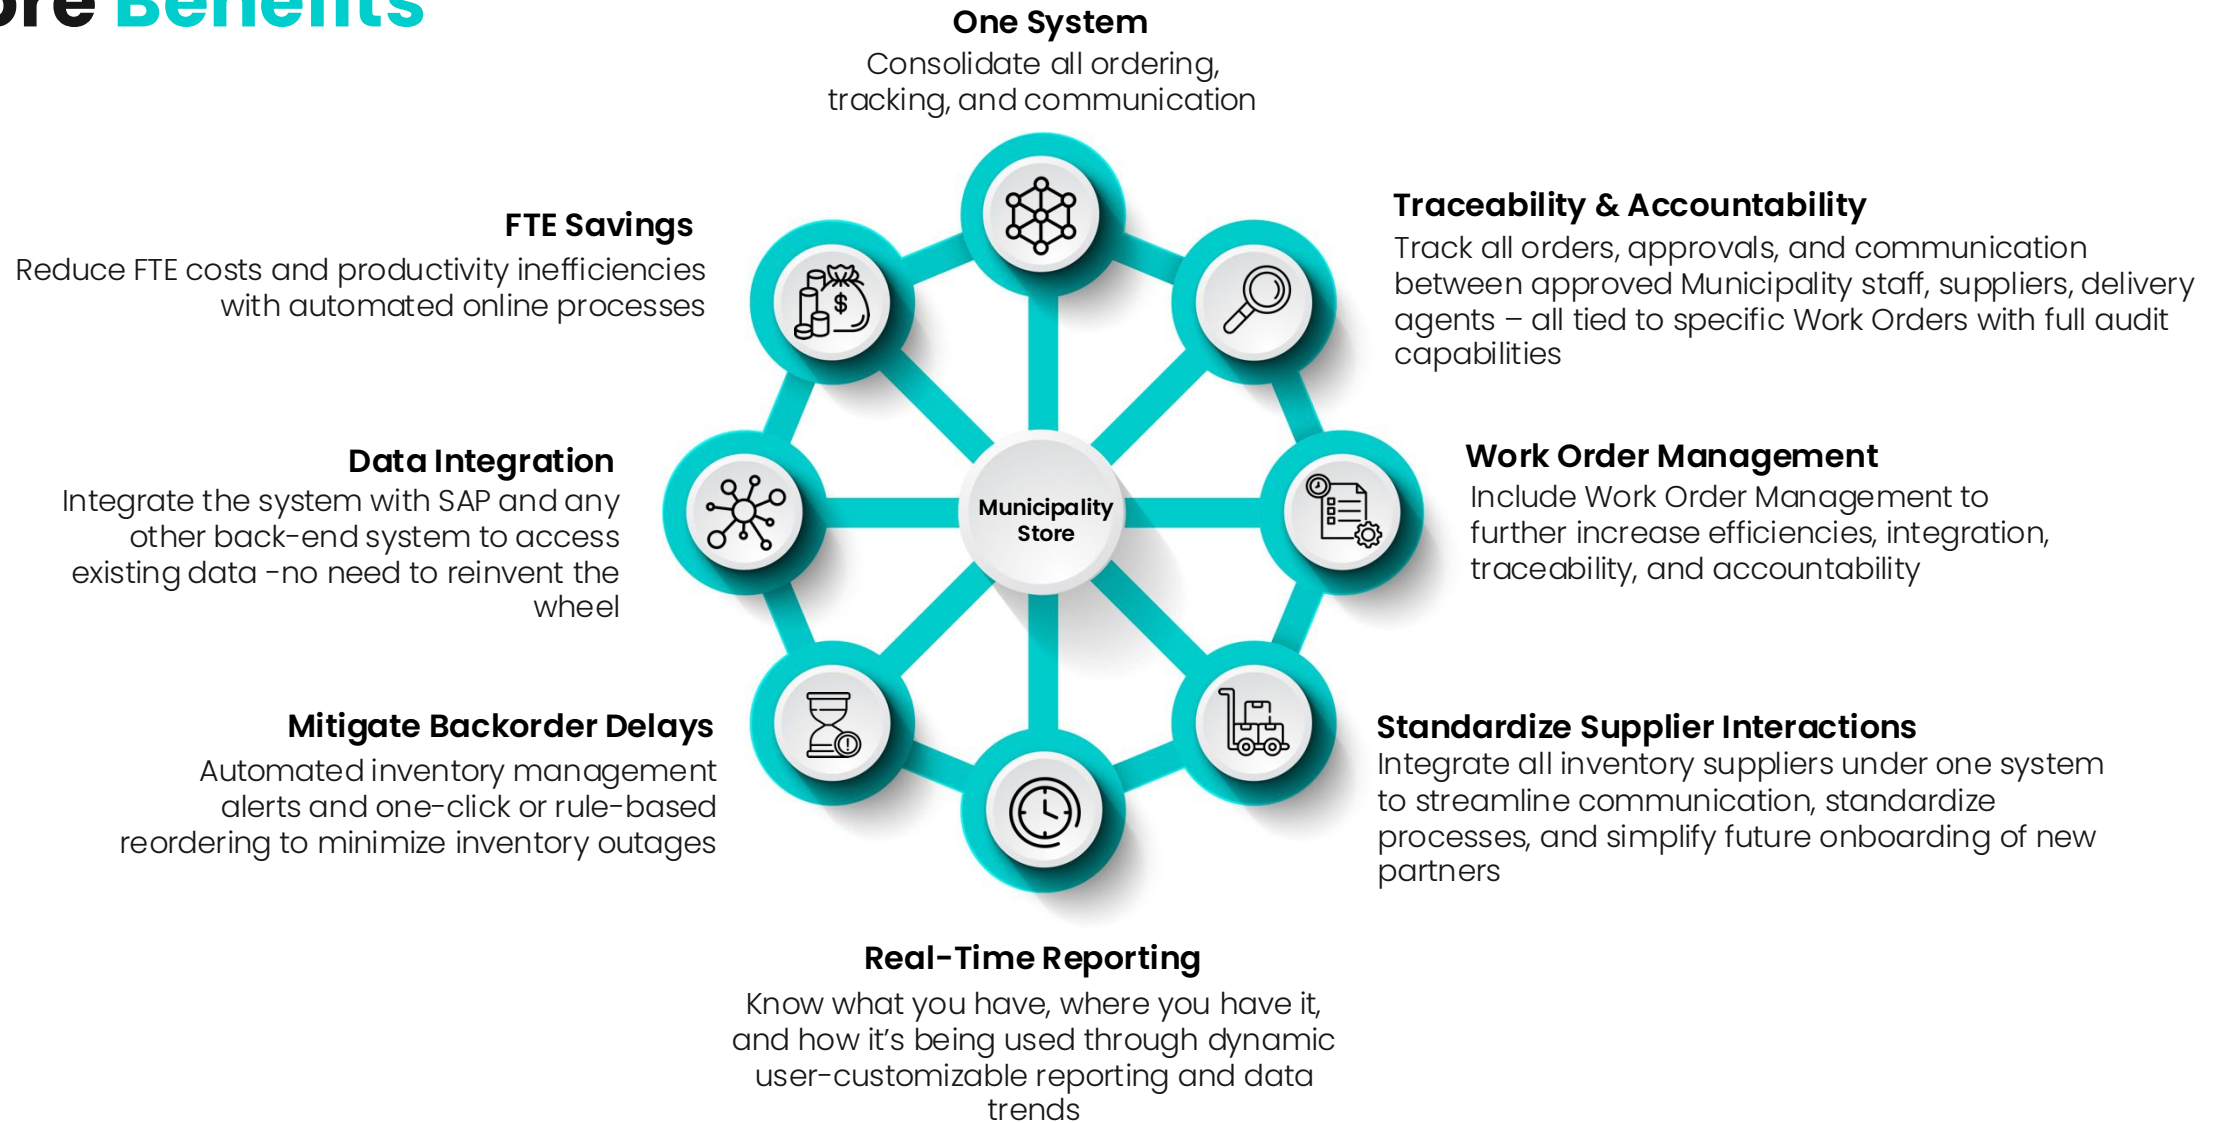 Benefits
One System
Consolidate all ordering,
tracking, and communication
Traceability & Accountability
Track all orders, approvals, and communication
between approved Municipality staff, suppliers, delivery
agents – all tied to specific Work Orders with full audit
capabilities
Work Order Management
Include Work Order Management to
further increase efficiencies, integration,
traceability, and accountability
Standardize Supplier Interactions
Integrate all inventory suppliers under one system
to streamline communication, standardize
processes, and simplify future onboarding of new
partners
Real-Time Reporting
Know what you have, where you have it,
and how it’s being used through dynamic
user-customizable reporting and data
trends
Mitigate Backorder Delays
Automated inventory management
alerts and one-click or rule-based
reordering to minimize inventory outages
Data Integration
Integrate the system with SAP and any
other back-end system to access
existing data -no need to reinvent the
wheel
FTE Savings
Reduce FTE costs and productivity inefficiencies
with automated online processes
Municipality
Store
$